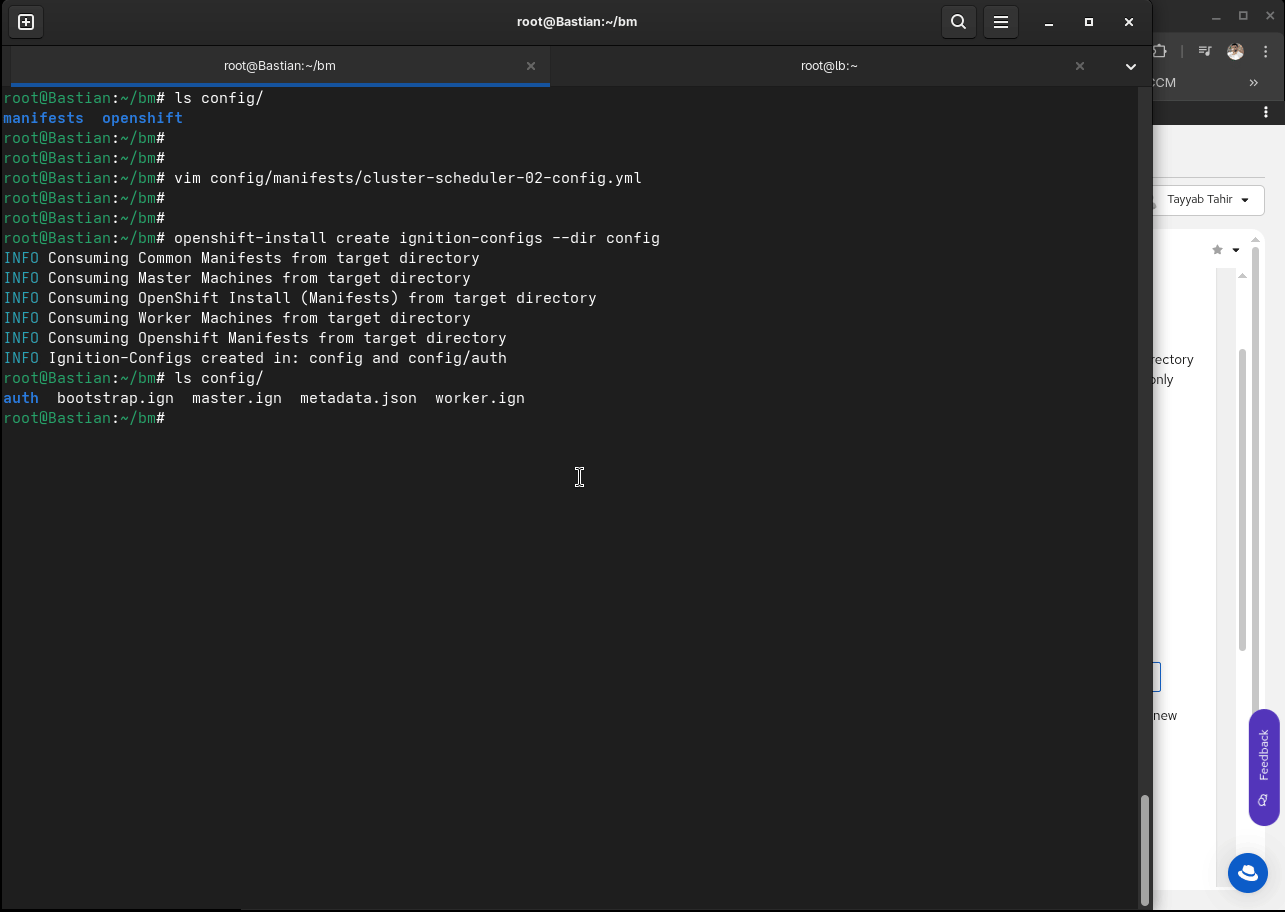 root@Bastian:~/bm
root@Bastian:~/bm
root@lb:~
root@Bastian:~/bm# ls config/
manifests  openshift
root@Bastian:~/bm#
root@Bastian:~/bm#
root@Bastian:~/bm# vim config/manifests/cluster-scheduler-02-config.yml
root@Bastian:~/bm#
root@Bastian:~/bm#
root@Bastian:~/bm# openshift-install create ignition-configs --dir config
INFO Consuming Common Manifests from target directory
INFO Consuming Master Machines from target directory
INFO Consuming OpenShift Install (Manifests) from target directory
INFO Consuming Worker Machines from target directory
INFO Consuming Openshift Manifests from target directory
INFO Ignition-Configs created in: config and config/auth
root@Bastian:~/bm# ls config/
auth  bootstrap.ign  master.ign  metadata.json  worker.ign
root@Bastian:~/bm#
CCM
Tayyab Tahir
rectory
only
new
Feedback